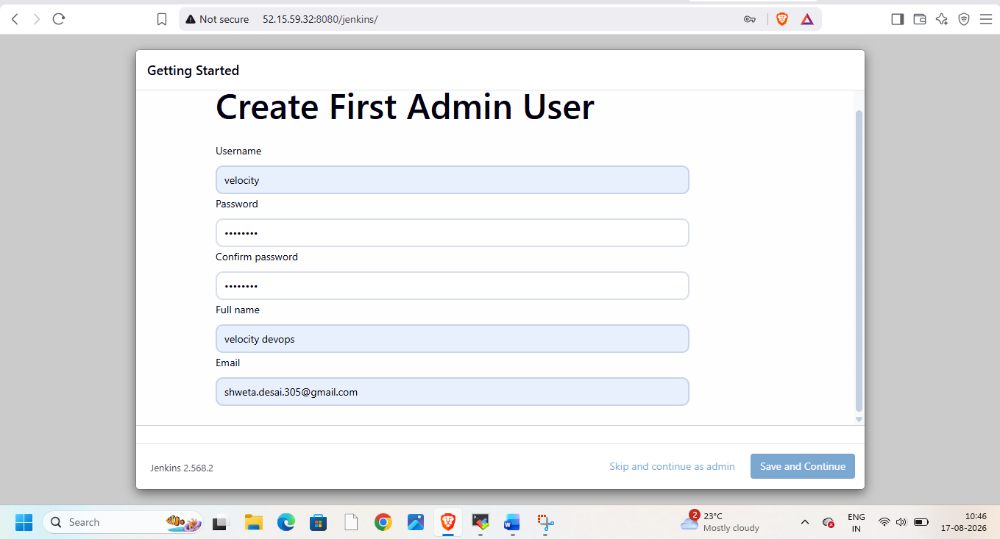 Not secure 52.15.59.32:8080/jenkins/
Getting Started
Create First Admin User
Username
velocity
Password
••••••••
Confirm password
••••••••
Full name
velocity devops
Email
shweta.desai.305@gmail.com
Jenkins 2.568.2
Skip and continue as admin
Save and Continue
Search
2
23°C
Mostly cloudy
ENG
IN
10:46
17-08-2026